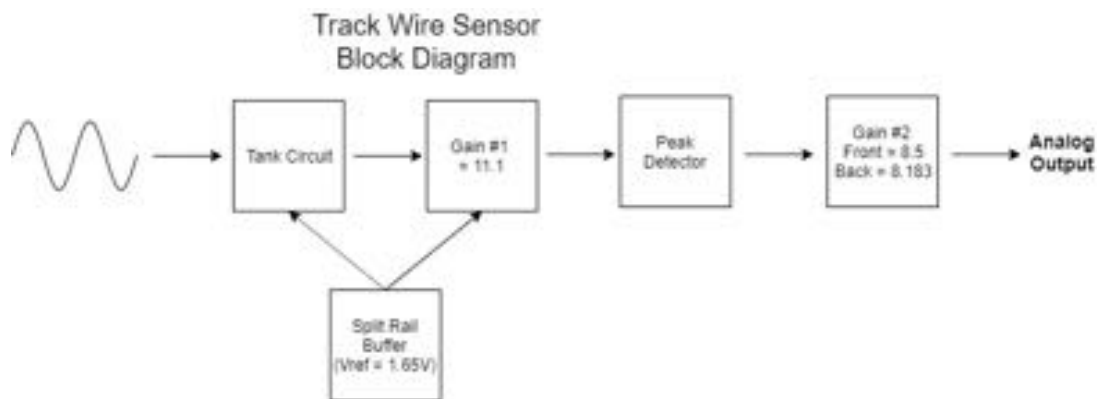 Track Wire Sensor
Block Diagram
Tank Circuit
Gain #1
= 11.1
Peak
Detector
Gain #2
Front = 8.5
Back = 8.183
Analog
Output
Split Rail
Buffer
(Vref = 1.65V)